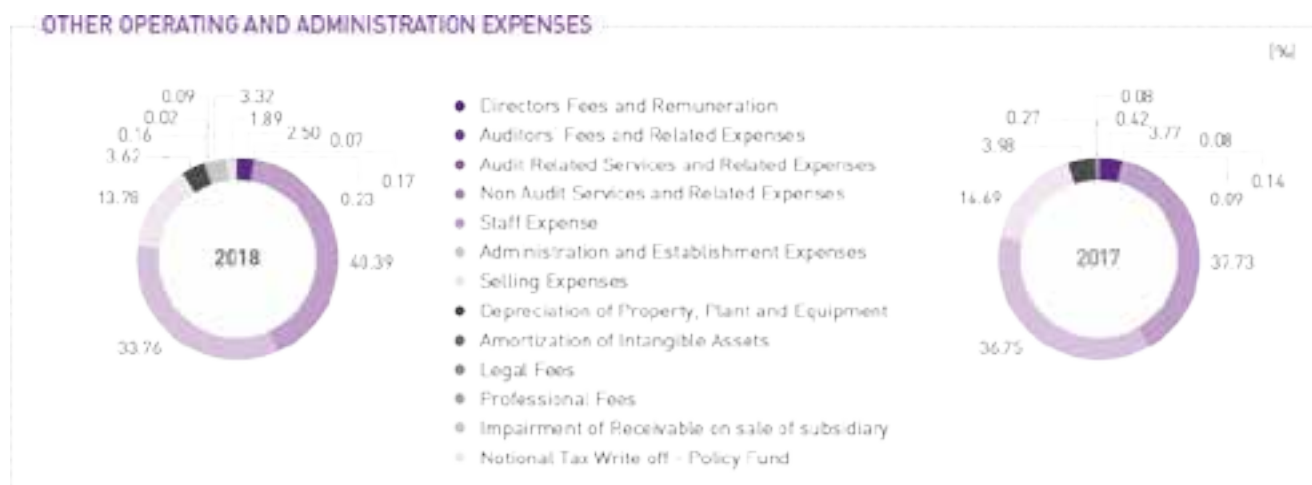 OTHER OPERATING AND ADMINISTRATION EXPENSES
(%)
0.09
3.32
0.02
1.89
0.16
2.50
0.07
3.62
0.17
13.78
0.23
2018
40.39
33.76
Directors Fees and Remuneration
Auditors' Fees and Related Expenses
Audit Related Services and Related Expenses
Non Audit Services and Related Expenses
Staff Expense
Administration and Establishment Expenses
Selling Expenses
Depreciation of Property, Plant and Equipment
Amortization of Intangible Assets
Legal Fees
Professional Fees
Impairment of Receivable on sale of subsidiary
Notional Tax Write off - Policy Fund
0.08
0.27
0.42
3.77
0.08
3.98
0.14
0.09
2017
37.73
36.75